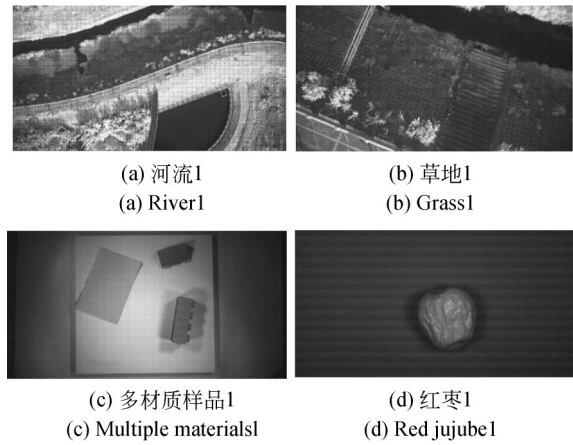 (a) 河流1
(b) 草地1
(a) River1
(b) Grass1
(c) 多材质样品1
(d) 红枣1
(c) Multiple materialsl
(d) Red jujube1